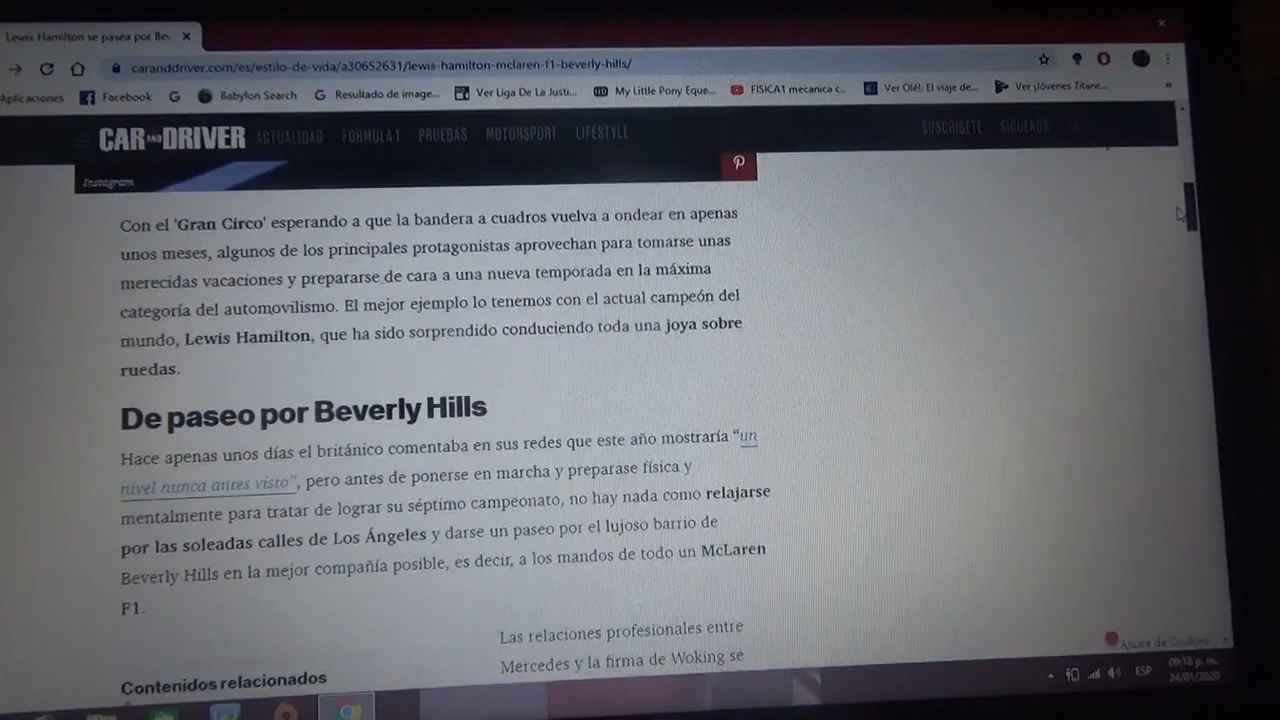 Lewis Hamilton se pasea por Bev
caranddriver.com/es/estilo-de-vida/a30652631/lewis-hamilton-mclaren-f1-beverly-hills/
Aplicaciones Facebook Babylon Search Resultado de image... Ver Liga De La Justi... My Little Pony Eque... FISICA1 mecanica c... Ver Olé!: El viaje de... Ver ¡Jóvenes Titane...
CAR AND DRIVER ACTUALIDAD FORMULA 1 PRUEBAS MOTORSPORT LIFESTYLE SUSCRÍBETE SÍGUENOS
Instagram
Con el 'Gran Circo' esperando a que la bandera a cuadros vuelva a ondear en apenas
unos meses, algunos de los principales protagonistas aprovechan para tomarse unas
merecidas vacaciones y prepararse de cara a una nueva temporada en la máxima
categoría del automovilismo. El mejor ejemplo lo tenemos con el actual campeón del
mundo, Lewis Hamilton, que ha sido sorprendido conduciendo toda una joya sobre
ruedas.
De paseo por Beverly Hills
Hace apenas unos días el británico comentaba en sus redes que este año mostraría “un
nivel nunca antes visto”, pero antes de ponerse en marcha y preparase física y
mentalmente para tratar de lograr su séptimo campeonato, no hay nada como relajarse
por las soleadas calles de Los Ángeles y darse un paseo por el lujoso barrio de
Beverly Hills en la mejor compañía posible, es decir, a los mandos de todo un McLaren
F1.
Las relaciones profesionales entre
Mercedes y la firma de Woking se
Contenidos relacionados
Ajuste de Cookies
ESP
09:18 p. m.
24/01/2020